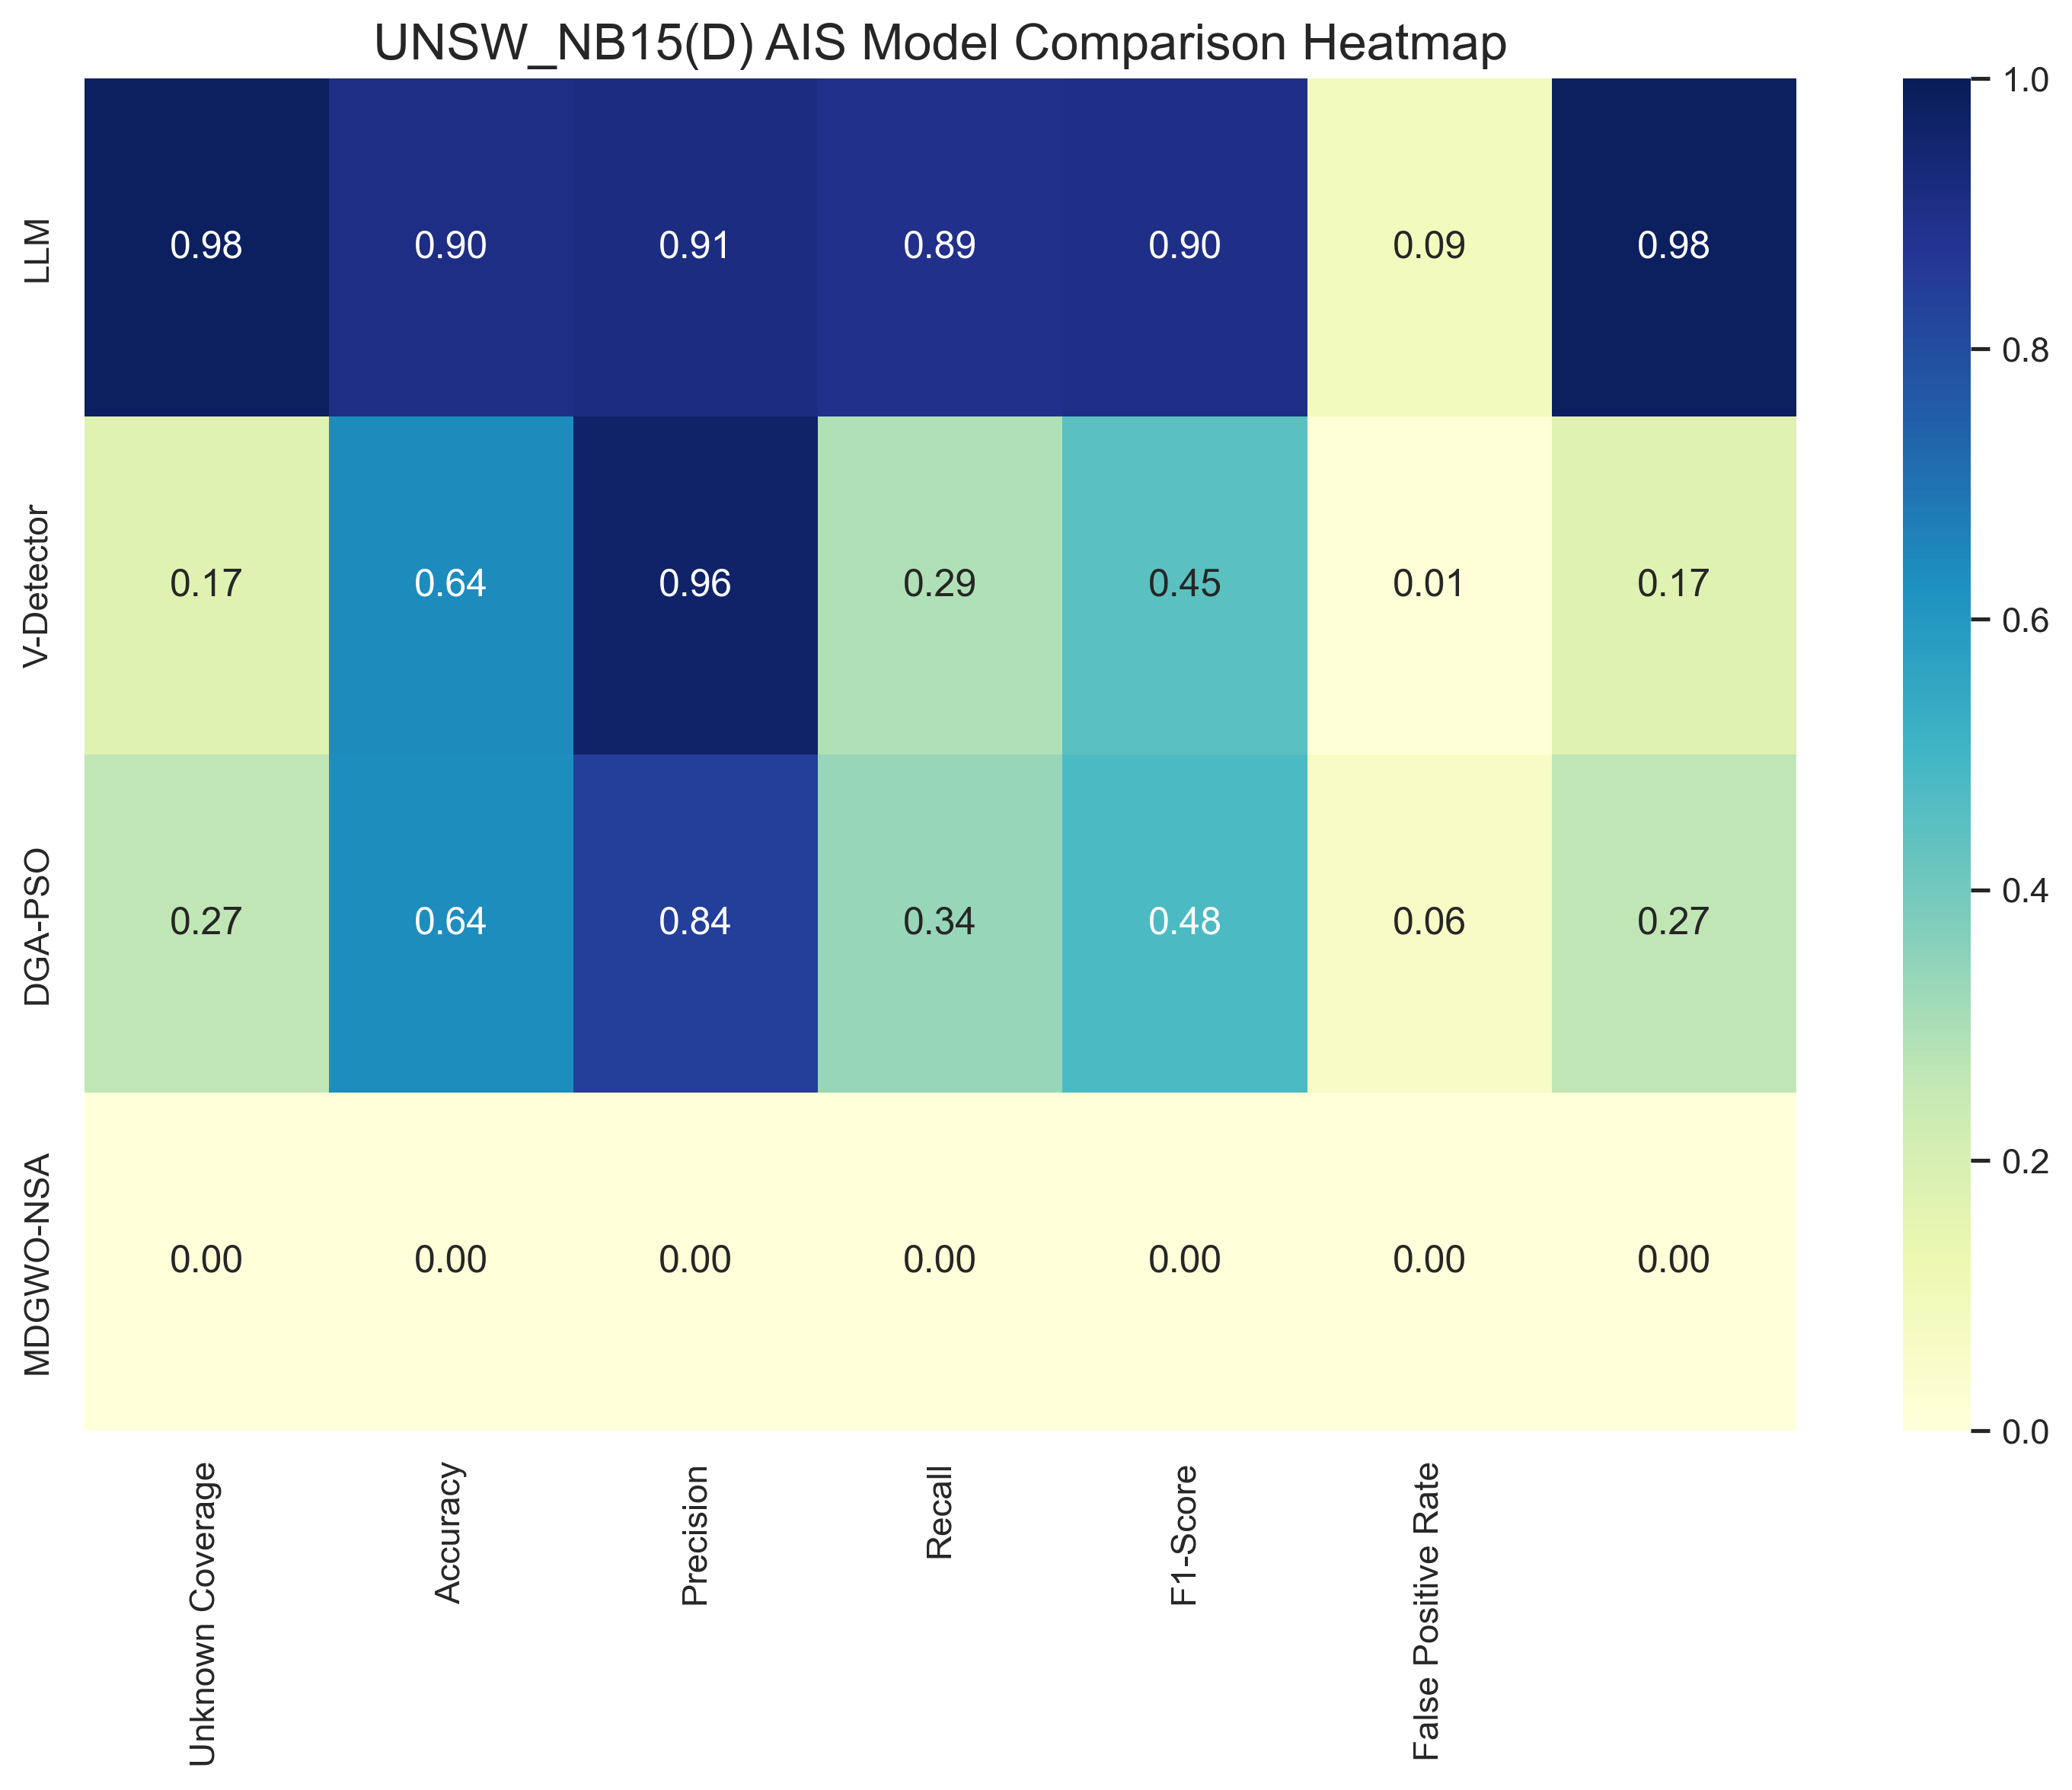 UNSW_NB15(D) AIS Model Comparison Heatmap
LLM
0.98 0.90 0.91 0.89 0.90 0.09 0.98
V-Detector
0.17 0.64 0.96 0.29 0.45 0.01 0.17
DGA-PSO
0.27 0.64 0.84 0.34 0.48 0.06 0.27
MDGWO-NSA
0.00 0.00 0.00 0.00 0.00 0.00 0.00
Unknown Coverage
Accuracy
Precision
Recall
F1-Score
False Positive Rate
1.0
0.8
0.6
0.4
0.2
0.0